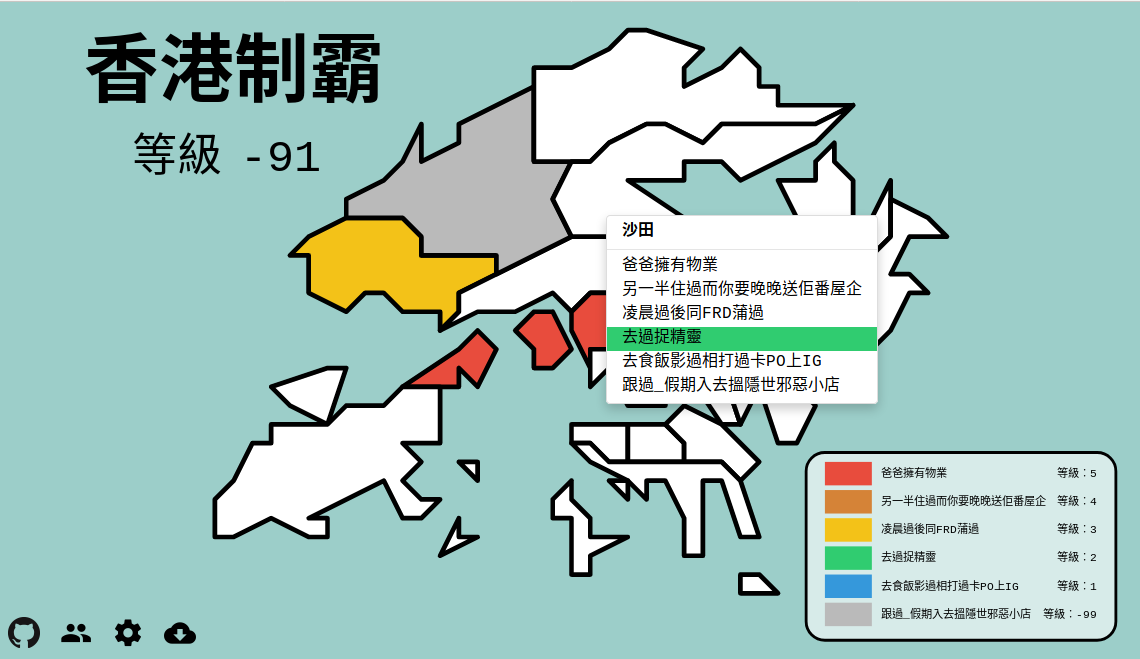 香港制霸
等級 -91
沙田
爸爸擁有物業
另一半住過而你要晚晚送佢番屋企
凌晨過後同FRD蒲過
去過捉精靈
去食飯影過相打過卡PO上IG
跟過_假期入去搵隱世邪惡小店
爸爸擁有物業 等級：5
另一半住過而你要晚晚送佢番屋企 等級：4
凌晨過後同FRD蒲過 等級：3
去過捉精靈 等級：2
去食飯影過相打過卡PO上IG 等級：1
跟過_假期入去搵隱世邪惡小店 等級：-99